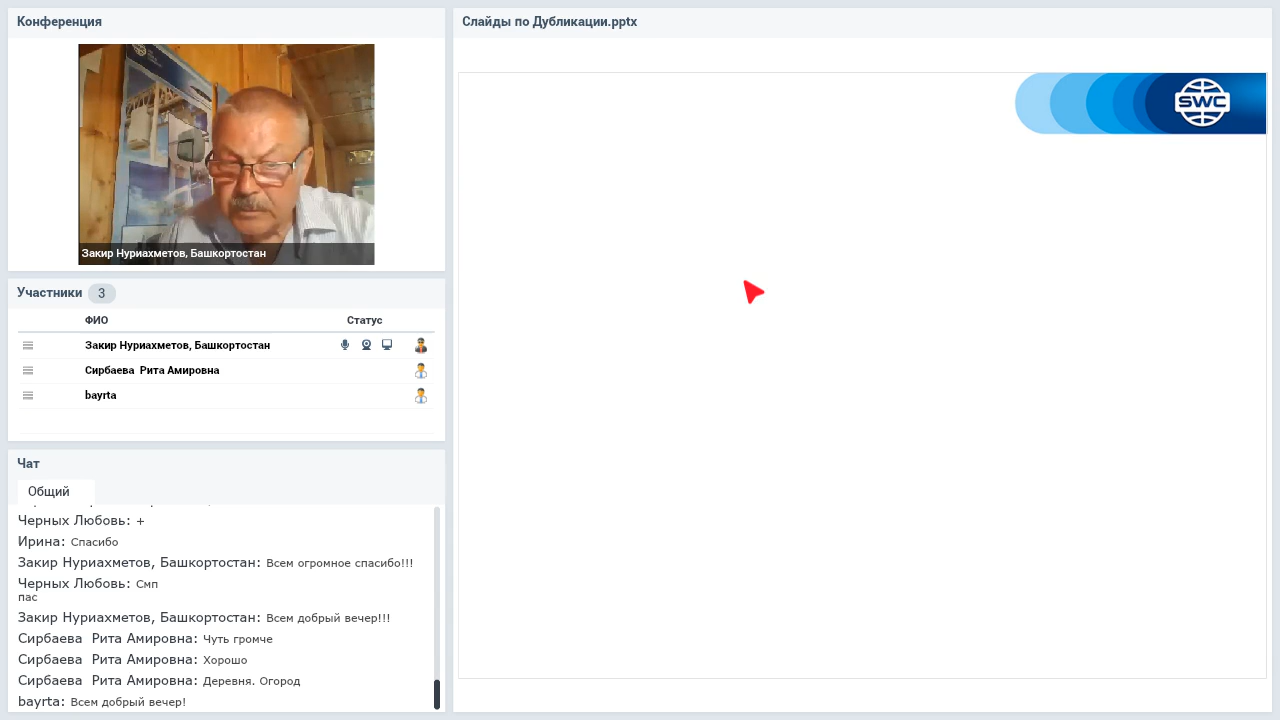 Конференция
Закир Нуриахметов, Башкортостан
Участники 3
ФИО Статус
Закир Нуриахметов, Башкортостан
Сирбаева Рита Амировна
bayrta
Чат
Общий
Черных Любовь: +
Ирина: Спасибо
Закир Нуриахметов, Башкортостан: Всем огромное спасибо!!!
Черных Любовь: Смп
пас
Закир Нуриахметов, Башкортостан: Всем добрый вечер!!!
Сирбаева Рита Амировна: Чуть громче
Сирбаева Рита Амировна: Хорошо
Сирбаева Рита Амировна: Деревня. Огород
bayrta: Всем добрый вечер!
Слайды по Дубликации.pptx
SWC